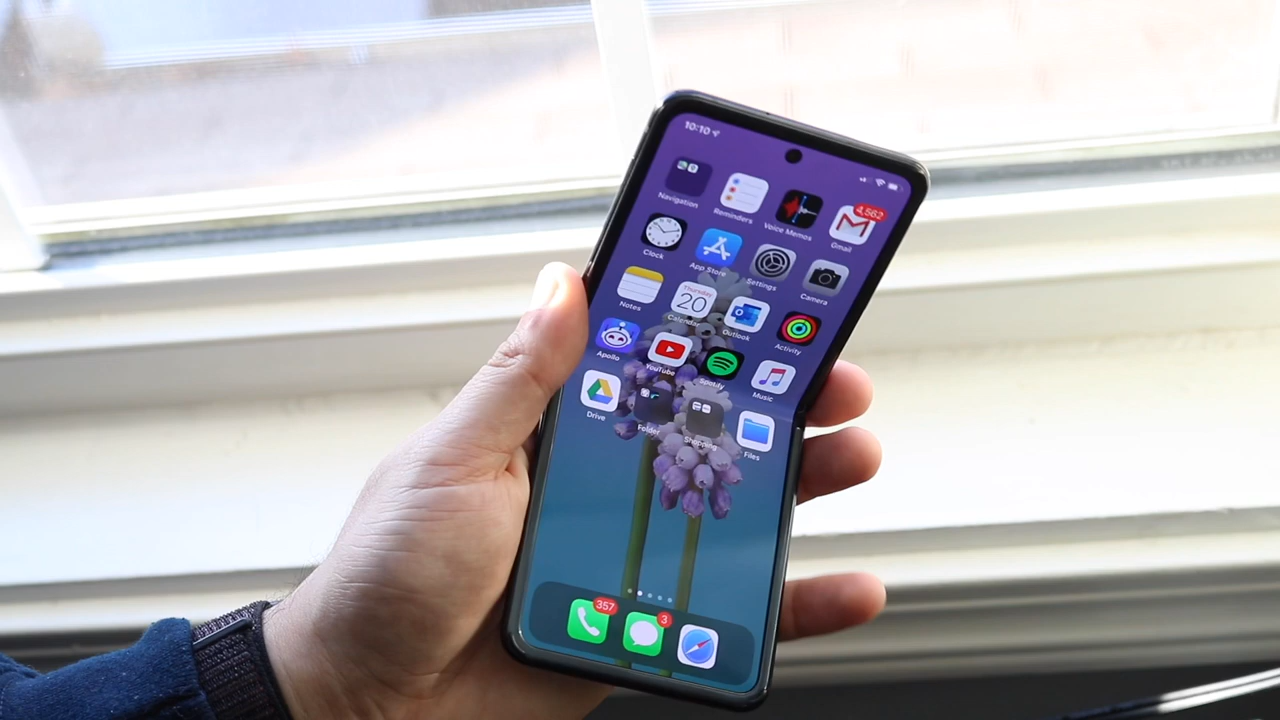 10:10
Navigation
Reminders
Voice Memos
4,562
Gmail
Clock
App Store
Settings
Camera
Notes
Thursday
20
Calendar
Outlook
Activity
Apollo
YouTube
Spotify
Music
Drive
Folder
Shopping
Files
357
3